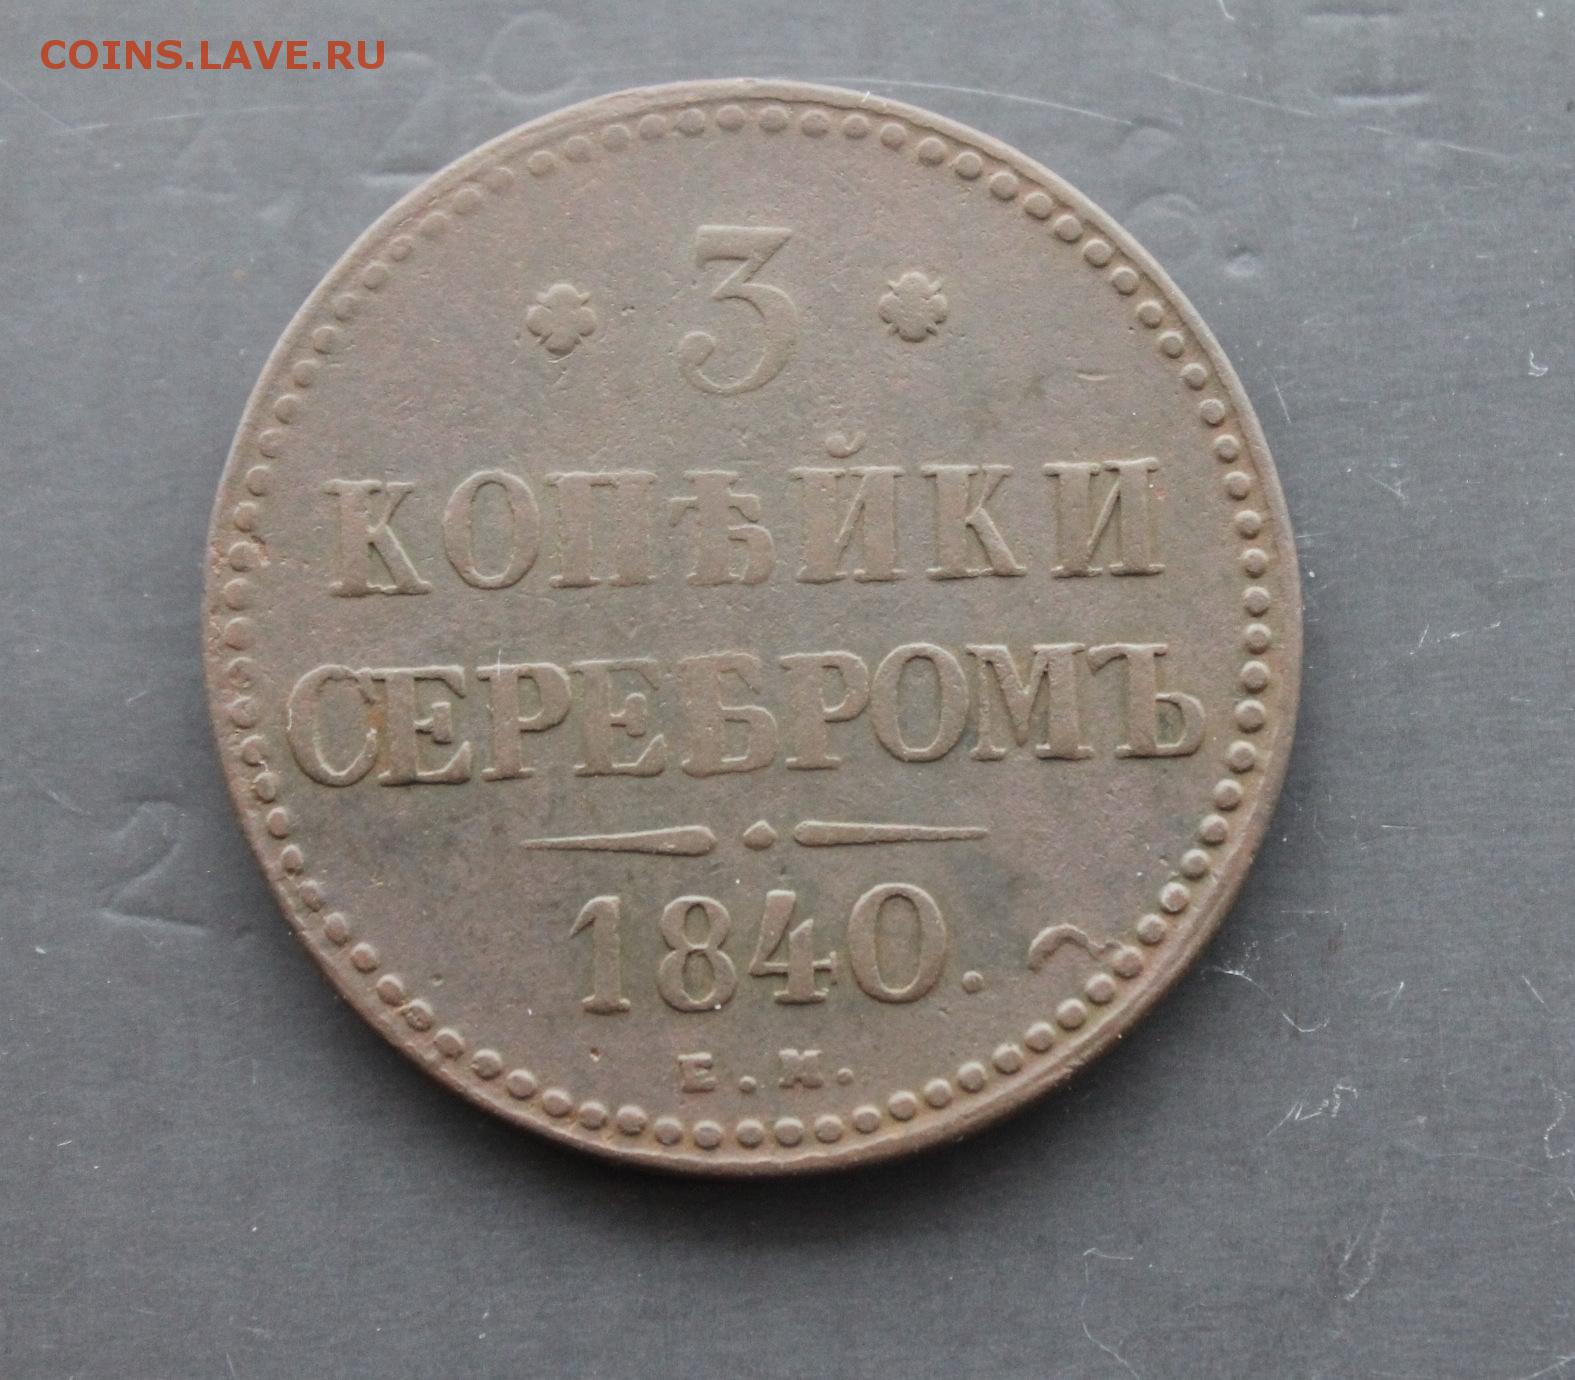 COINS.LAVE.RU
3
КОПѢЙКИ
СЕРЕБРОМЪ
1840.
Е.М.